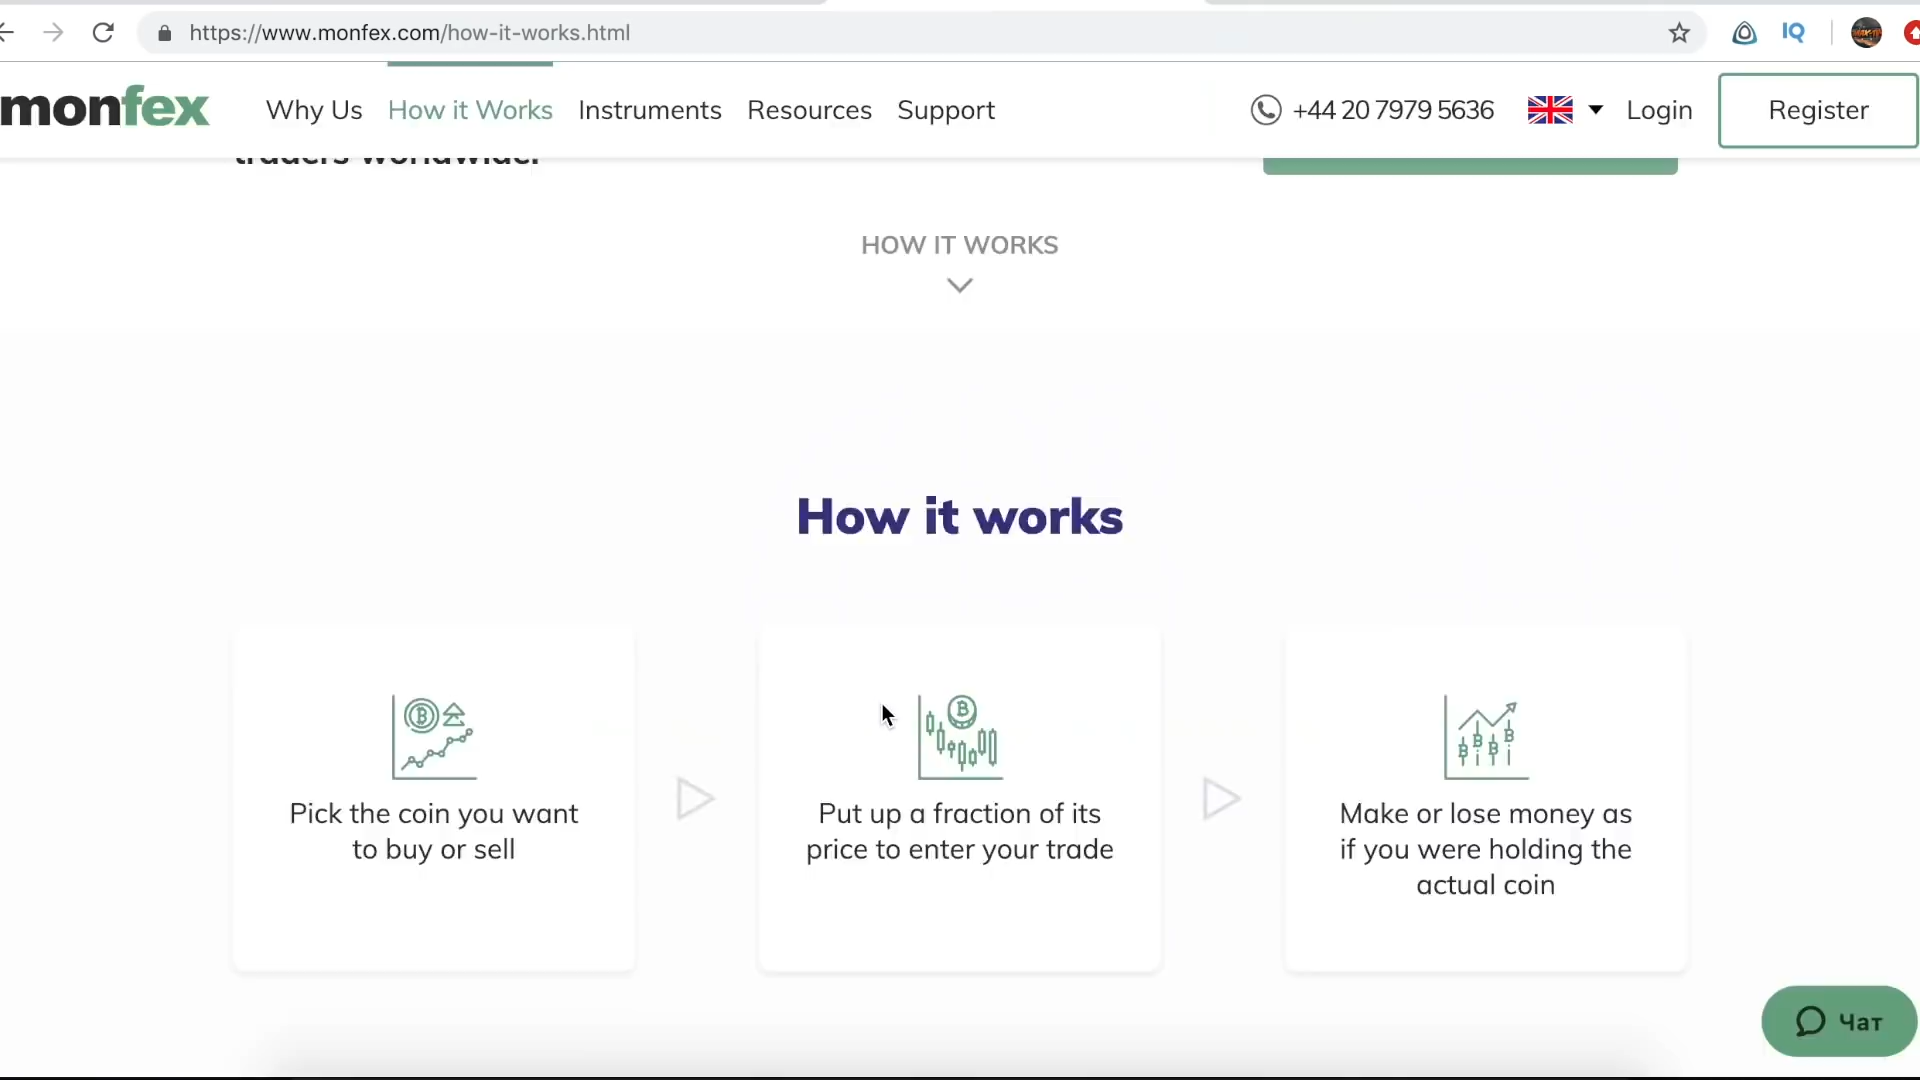 https://www.monfex.com/how-it-works.html
IQ
monfex
Why Us
How it Works
Instruments
Resources
Support
+44 20 7979 5636
Login
Register
traders worldwide.
HOW IT WORKS
How it works
Pick the coin you want
to buy or sell
Put up a fraction of its
price to enter your trade
Make or lose money as
if you were holding the
actual coin
Чат